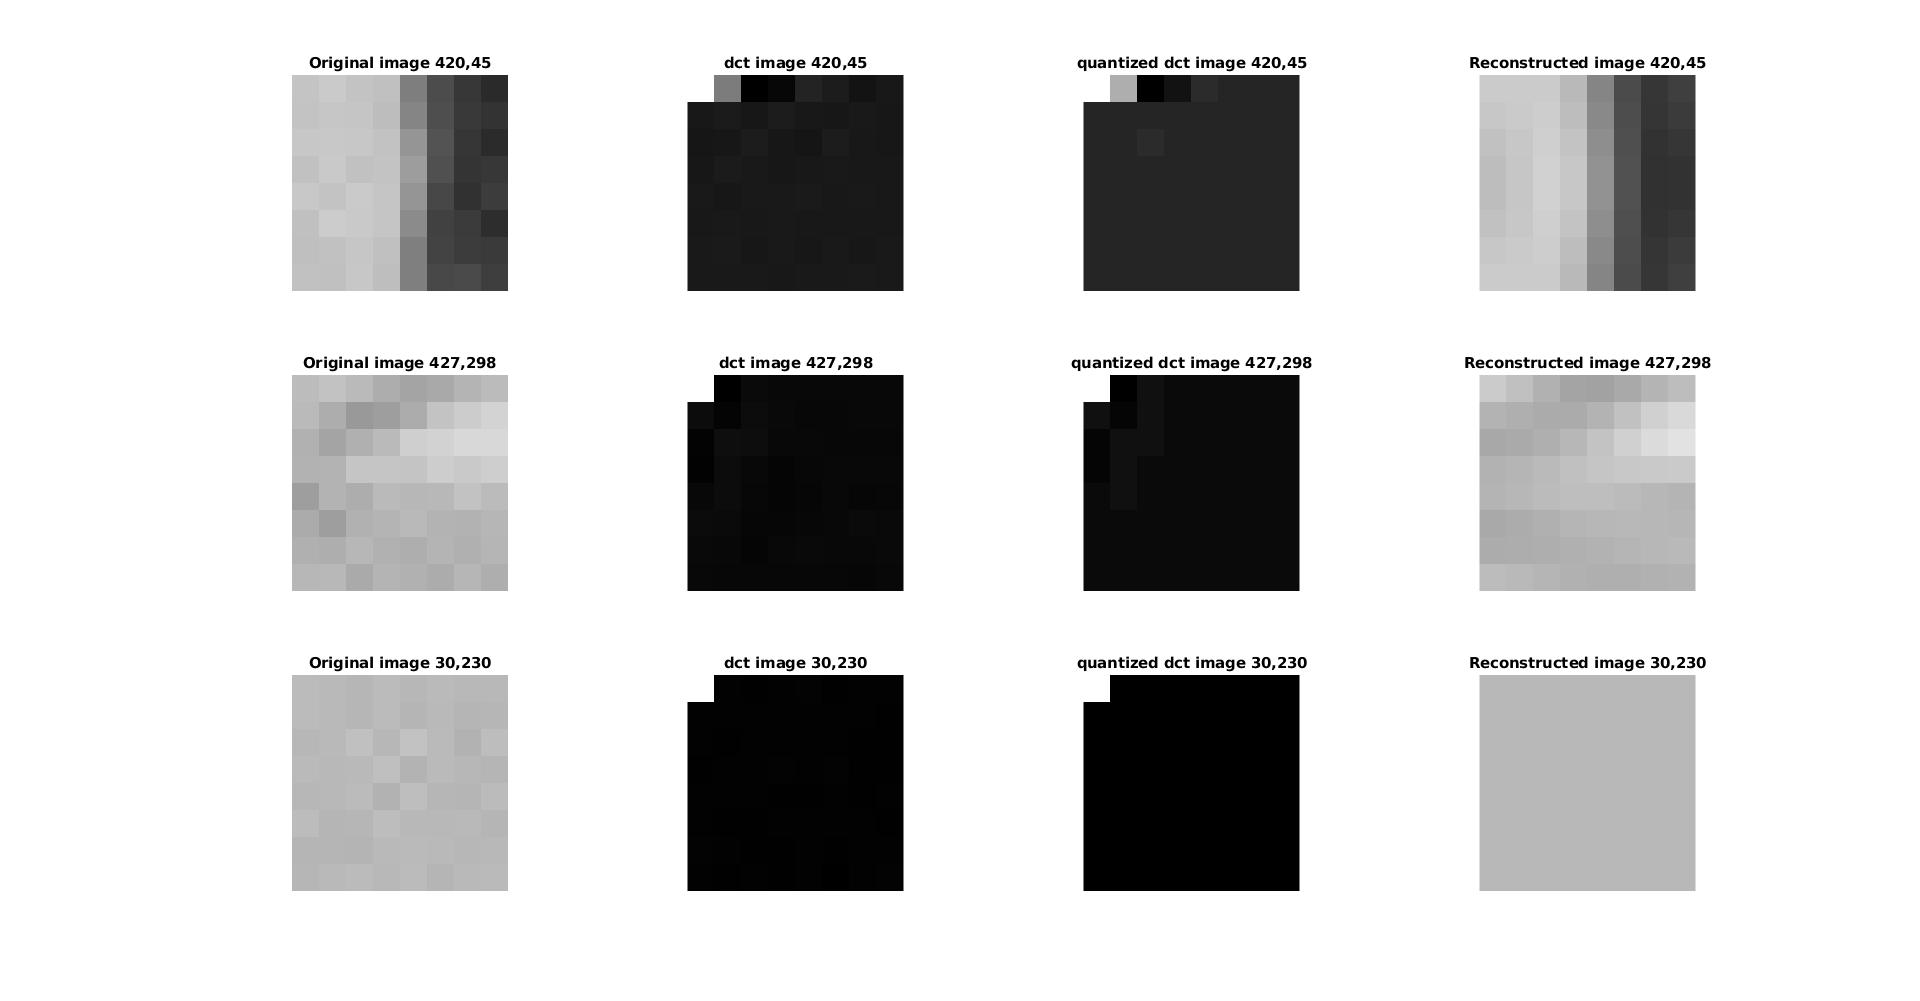 Original image 420,45
dct image 420,45
quantized dct image 420,45
Reconstructed image 420,45
Original image 427,298
dct image 427,298
quantized dct image 427,298
Reconstructed image 427,298
Original image 30,230
dct image 30,230
quantized dct image 30,230
Reconstructed image 30,230